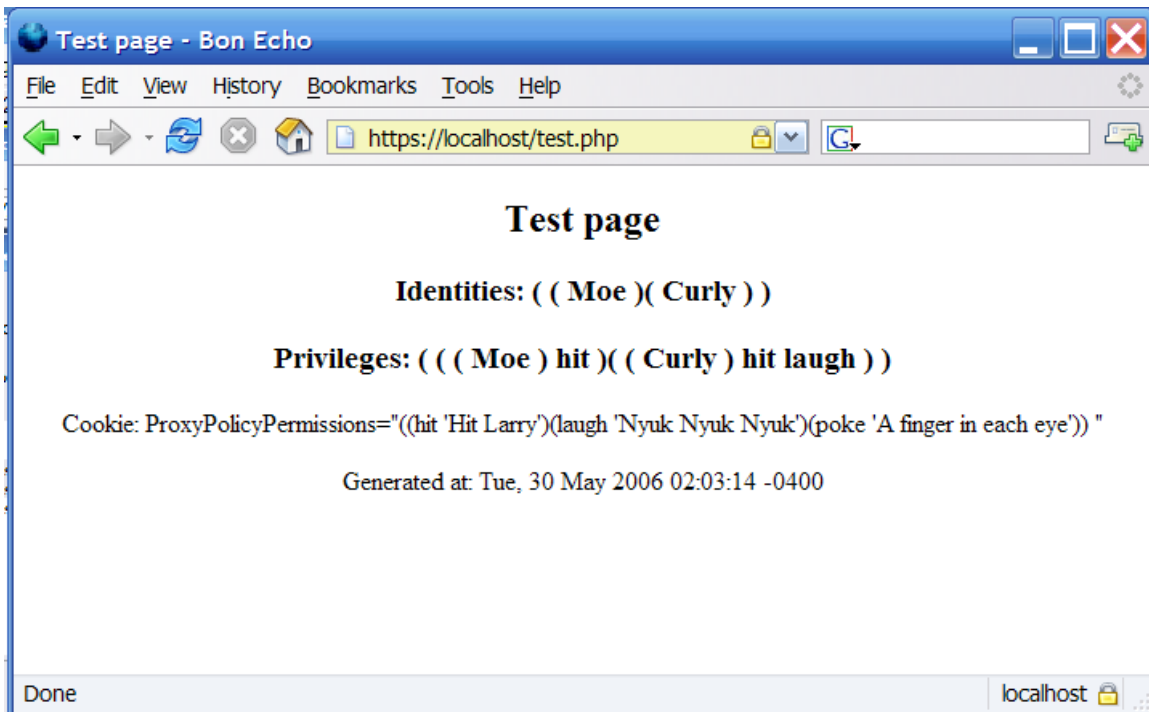 Test page - Bon Echo
File Edit View History Bookmarks Tools Help
https://localhost/test.php G
Test page
Identities: ( ( Moe )( Curly ) )
Privileges: ( ( ( Moe ) hit )( ( Curly ) hit laugh ) )
Cookie: ProxyPolicyPermissions="((hit 'Hit Larry')(laugh 'Nyuk Nyuk Nyuk')(poke 'A finger in each eye')) "
Generated at: Tue, 30 May 2006 02:03:14 -0400
Done localhost